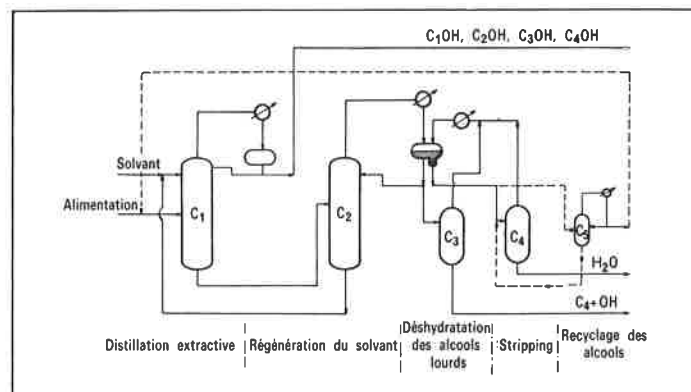 C₁OH, C₂OH, C₃OH, C₄OH
Solvant
Alimentation
C₁
C₂
C₃
C₄
C₅
H₂O
C₄+OH
Distillation extractive
Régénération du solvant
Déshydratation
des alcools
lourds
Stripping
Recyclage des
alcools